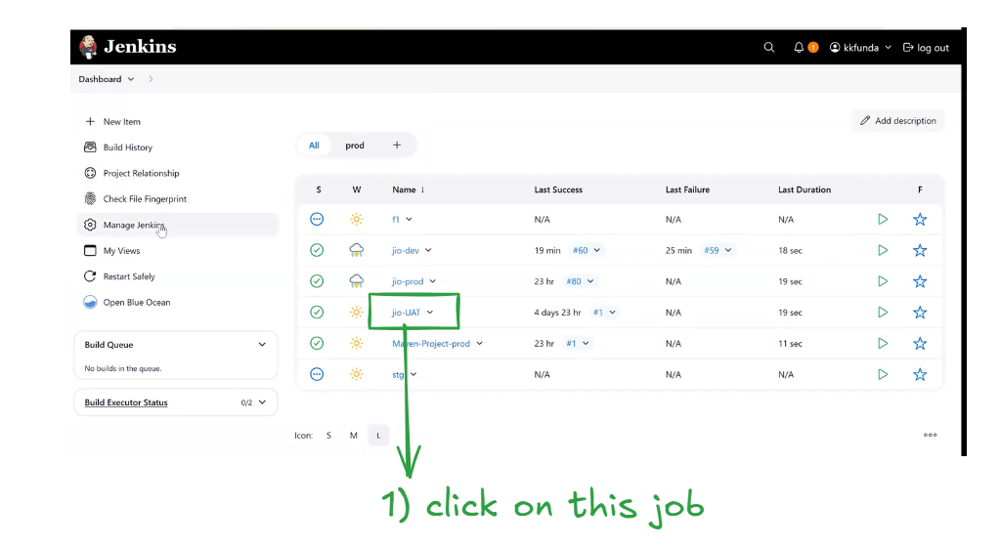 Jenkins
1 kkfunda log out
Dashboard
New Item
Build History
Project Relationship
Check File Fingerprint
Manage Jenkins
My Views
Restart Safely
Open Blue Ocean
Build Queue
No builds in the queue.
Build Executor Status 0/2
Add description
All prod +
S W Name ↓ Last Success Last Failure Last Duration F
f1 N/A N/A N/A
jio-dev 19 min #60 25 min #59 18 sec
jio-prod 23 hr #80 N/A 19 sec
jio-UAT 4 days 23 hr #1 N/A 19 sec
Maven-Project-prod 23 hr #1 N/A 11 sec
stg N/A N/A N/A
Icon: S M L
1) click on this job